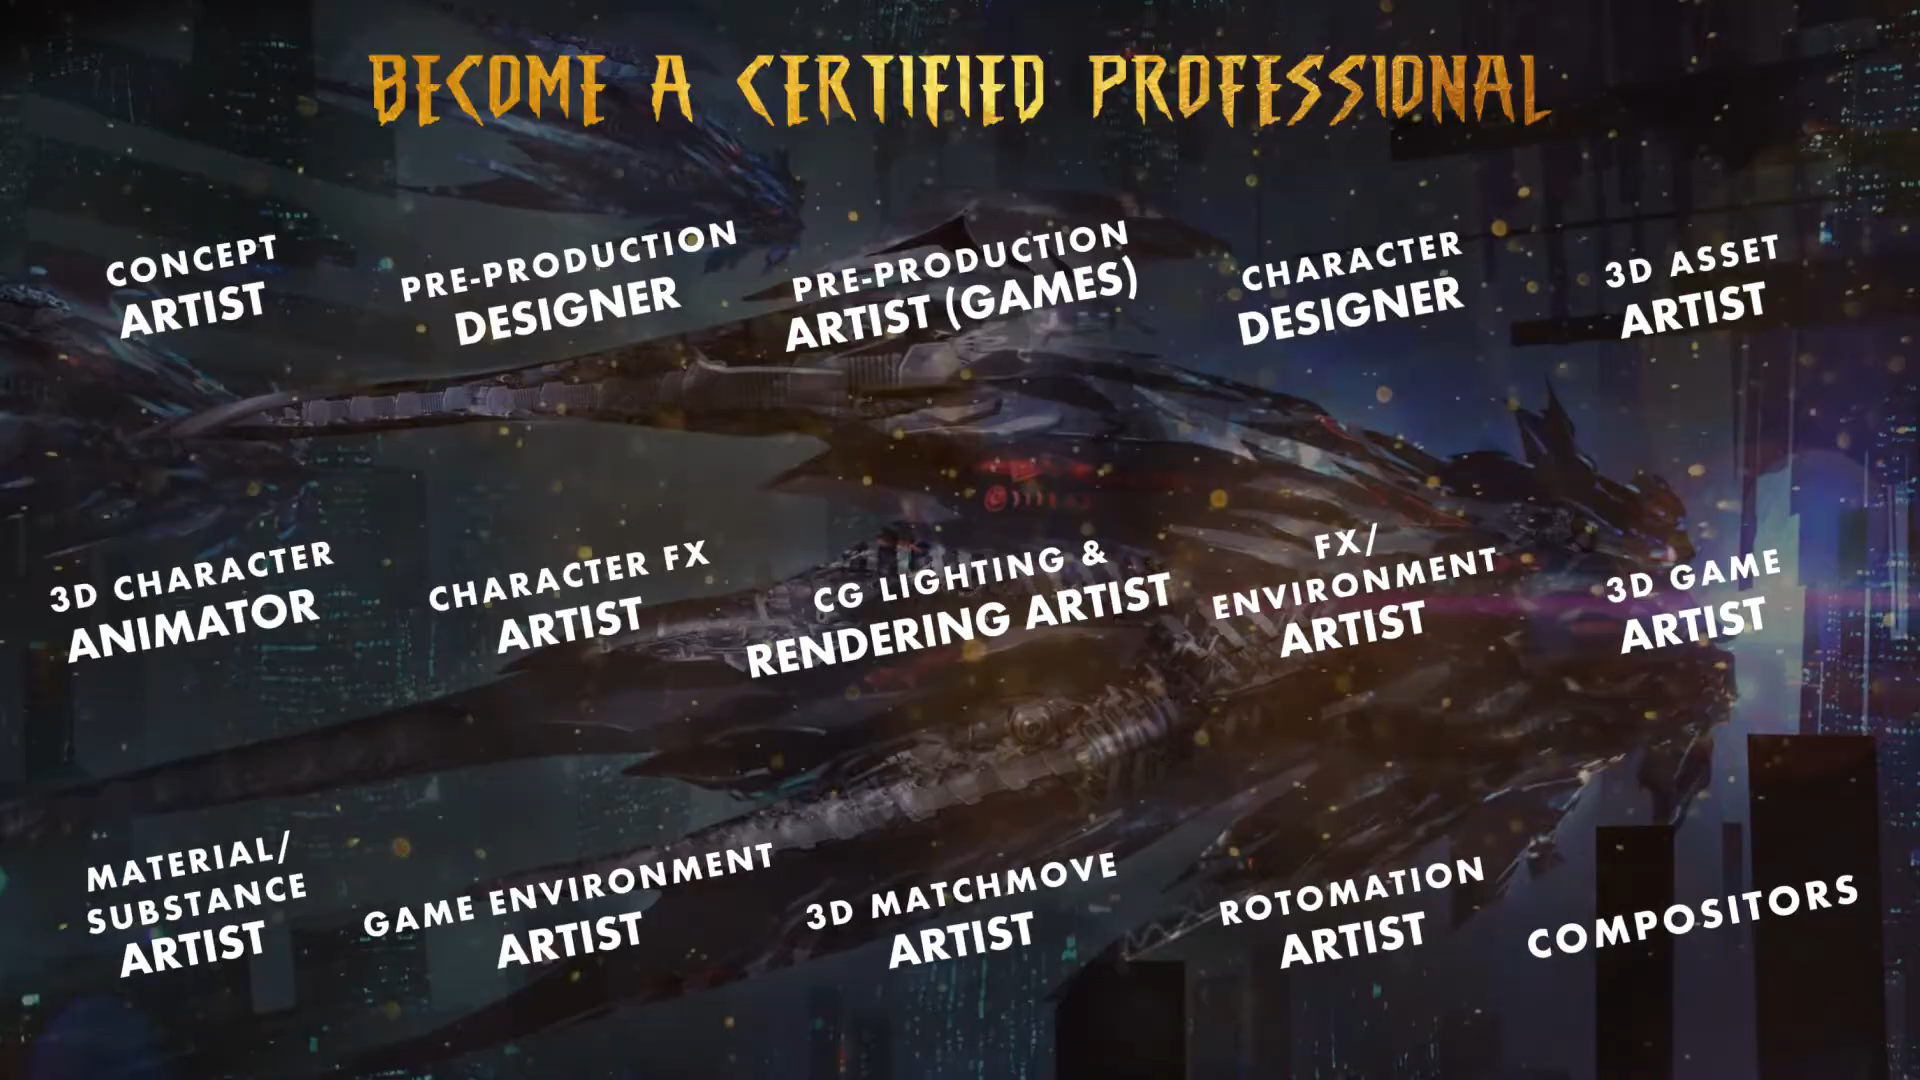 BECOME A CERTIFIED PROFESSIONAL
CONCEPT
ARTIST
PRE-PRODUCTION
DESIGNER
PRE-PRODUCTION
ARTIST (GAMES)
CHARACTER
DESIGNER
3D ASSET
ARTIST
3D CHARACTER
ANIMATOR
CHARACTER FX
ARTIST
CG LIGHTING &
RENDERING ARTIST
FX/
ENVIRONMENT
ARTIST
3D GAME
ARTIST
MATERIAL/
SUBSTANCE
ARTIST
GAME ENVIRONMENT
ARTIST
3D MATCHMOVE
ARTIST
ROTOMATION
ARTIST
COMPOSITORS